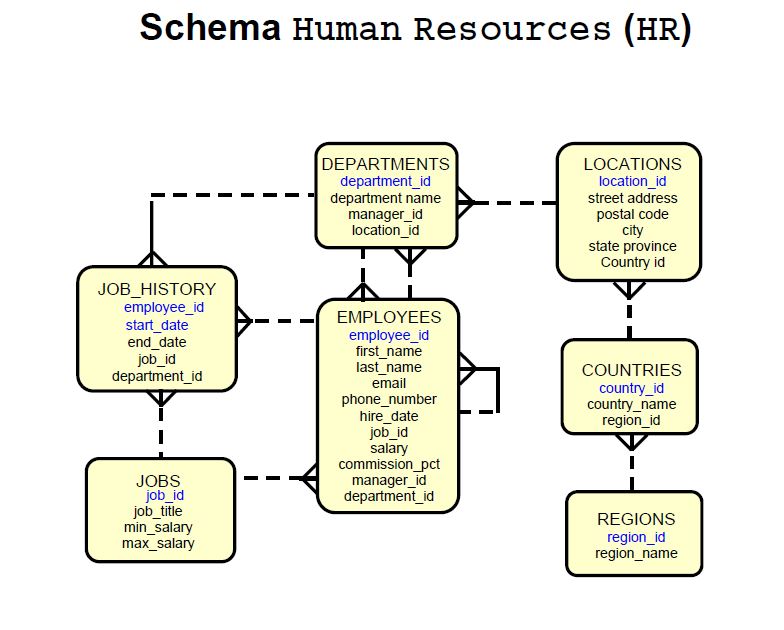 Schema Human Resources (HR)
DEPARTMENTS
department_id
department name
manager_id
location_id
LOCATIONS
location_id
street address
postal code
city
state province
Country id
JOB_HISTORY
employee_id
start_date
end_date
job_id
department_id
EMPLOYEES
employee_id
first_name
last_name
email
phone_number
hire_date
job_id
salary
commission_pct
manager_id
department_id
COUNTRIES
country_id
country_name
region_id
JOBS
job_id
job_title
min_salary
max_salary
REGIONS
region_id
region_name